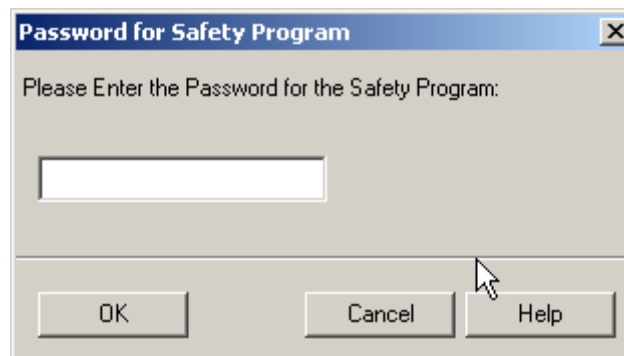 Password for Safety Program
Please Enter the Password for the Safety Program:
OK
Cancel
Help